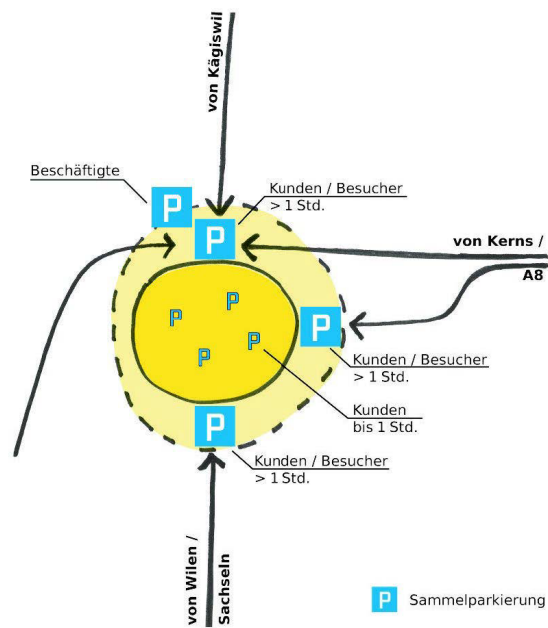 von Kägiswil
Beschäftigte
P
Kunden / Besucher
> 1 Std.
P
von Kerns /
A8
P
P
P
P
P
P
Kunden / Besucher
> 1 Std.
Kunden
bis 1 Std.
P
Kunden / Besucher
> 1 Std.
von Wilen /
Sachseln
P Sammelparkierung